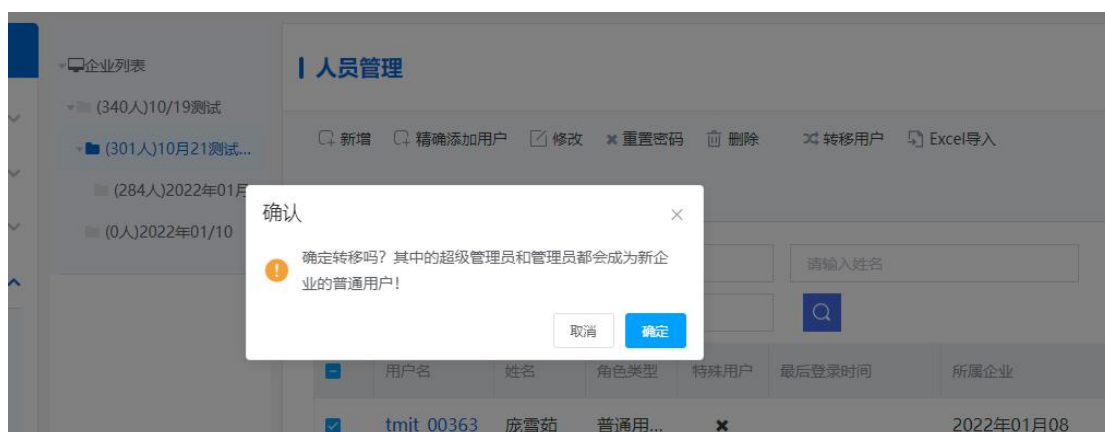 企业列表
(340人)10/19测试
(301人)10月21测试...
(284人)2022年01月
(0人)2022年01/10
人员管理
新增 精确添加用户 修改 重置密码 删除 转移用户 Excel导入
确认
确定转移吗？其中的超级管理员和管理员都会成为新企
业的普通用户！
取消 确定
请输入姓名
用户名 姓名 角色类型 特殊用户 最后登录时间 所属企业
tmjt_00363 庞雪茹 普通用... 2022年01月08